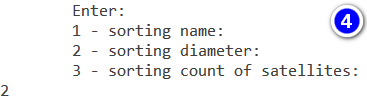 Enter:
1 - sorting name:
2 - sorting diameter:
3 - sorting count of satellites:
2
4